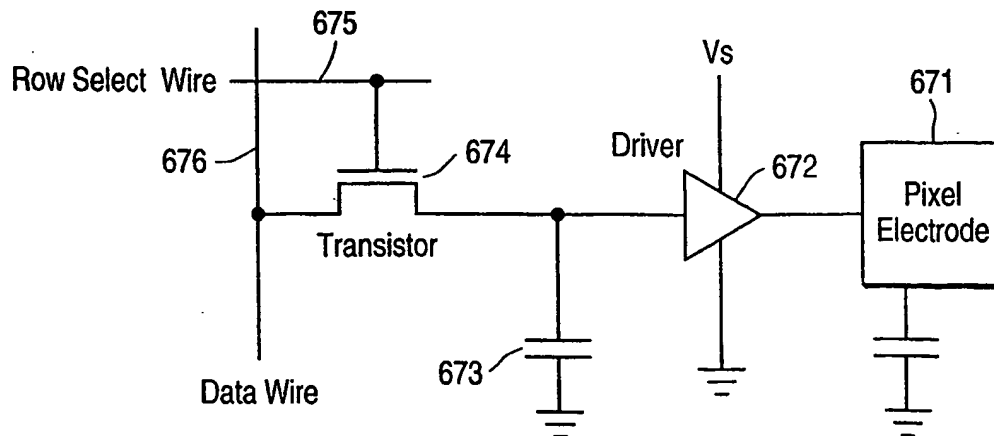 675
Row Select Wire
Vs
671
676
674
Driver
672
Pixel
Electrode
Transistor
673
Data Wire